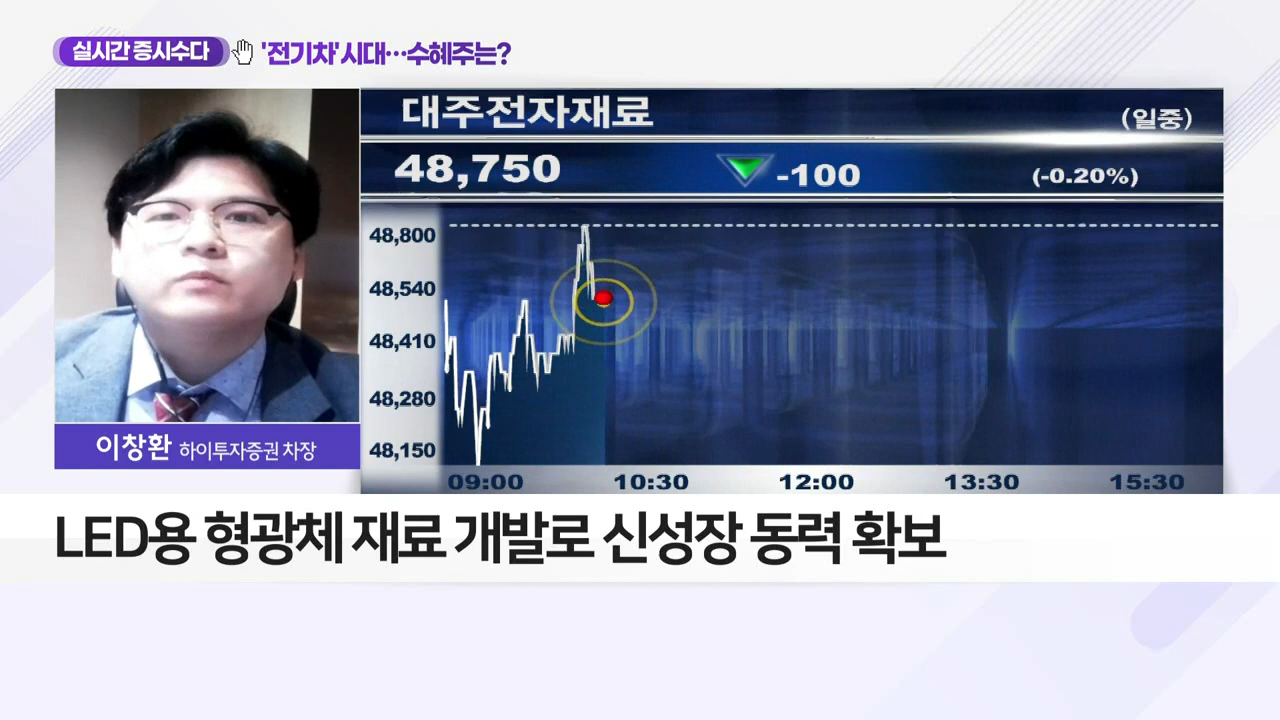 실시간 증시수다 '전기차' 시대…수혜주는?
대주전자재료
(일중)
48,750 -100 (-0.20%)
48,800
48,540
48,410
48,280
48,150
09:00 10:30 12:00 13:30 15:30
이창환 하이투자증권 차장
LED용 형광체 재료 개발로 신성장 동력 확보